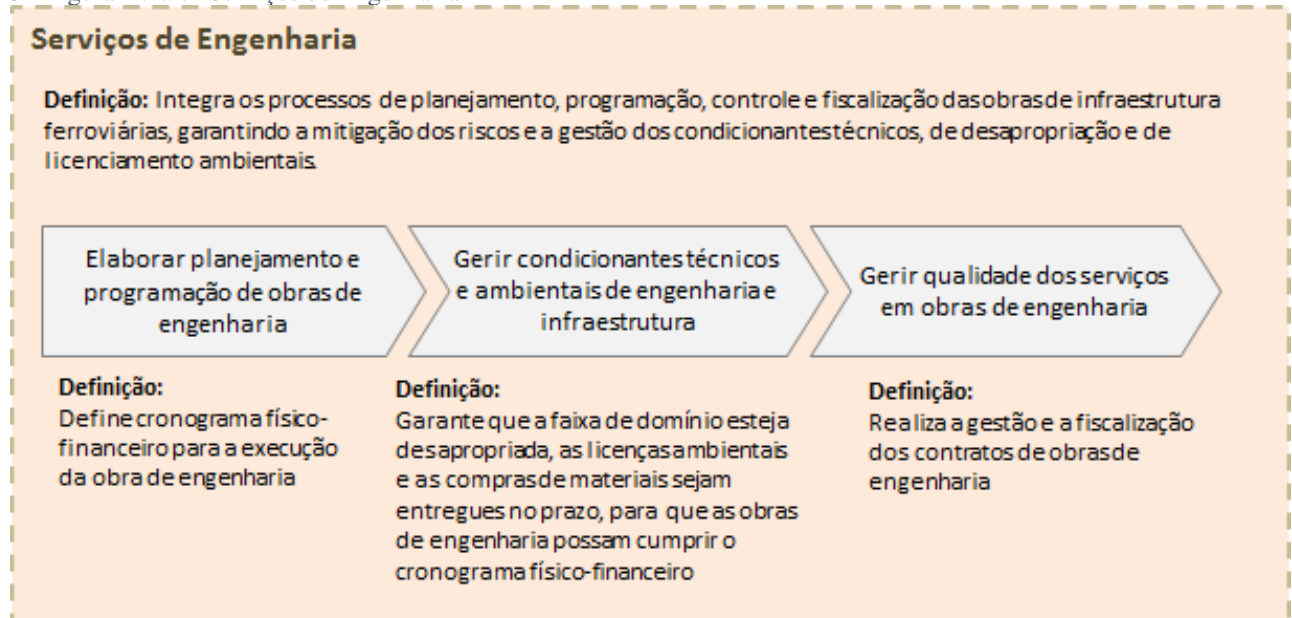 Serviços de Engenharia
Definição: Integra os processos de planejamento, programação, controle e fiscalização das obras de infraestrutura
ferroviárias, garantindo a mitigação dos riscos e a gestão dos condicionantes técnicos, de desapropriação e de
licenciamento ambientais.
Elaborar planejamento e
programação de obras de
engenharia
Gerir condicionantes técnicos
e ambientais de engenharia e
infraestrutura
Gerir qualidade dos serviços
em obras de engenharia
Definição:
Define cronograma físico-
financeiro para a execução
da obra de engenharia
Definição:
Garante que a faixa de domínio esteja
desapropriada, as licenças ambientais
e as compras de materiais sejam
entregues no prazo, para que as obras
de engenharia possam cumprir o
cronograma físico-financeiro
Definição:
Realiza a gestão e a fiscalização
dos contratos de obras de
engenharia